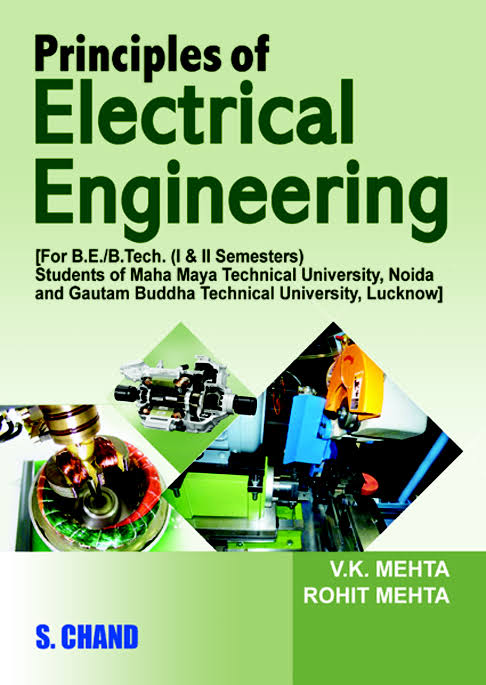 Principles of
Electrical
Engineering
[For B.E./B.Tech. (I & II Semesters)
Students of Maha Maya Technical University, Noida
and Gautam Buddha Technical University, Lucknow]
V.K. MEHTA
ROHIT MEHTA
S. CHAND